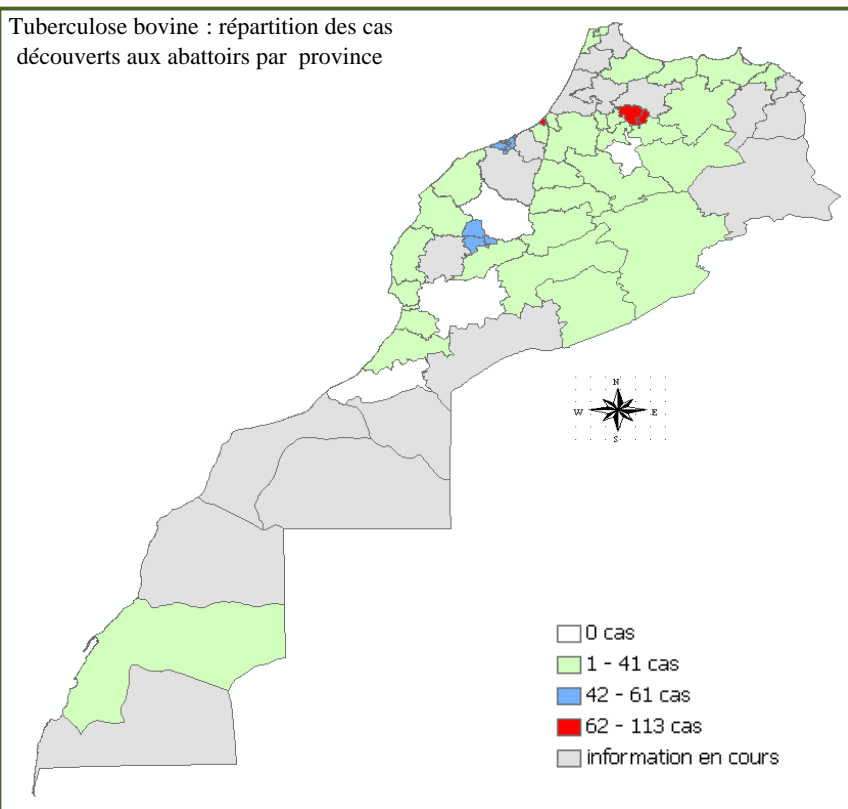 Tuberculose bovine : répartition des cas
découverts aux abattoirs par province
N
W E
S
0 cas
1 - 41 cas
42 - 61 cas
62 - 113 cas
information en cours